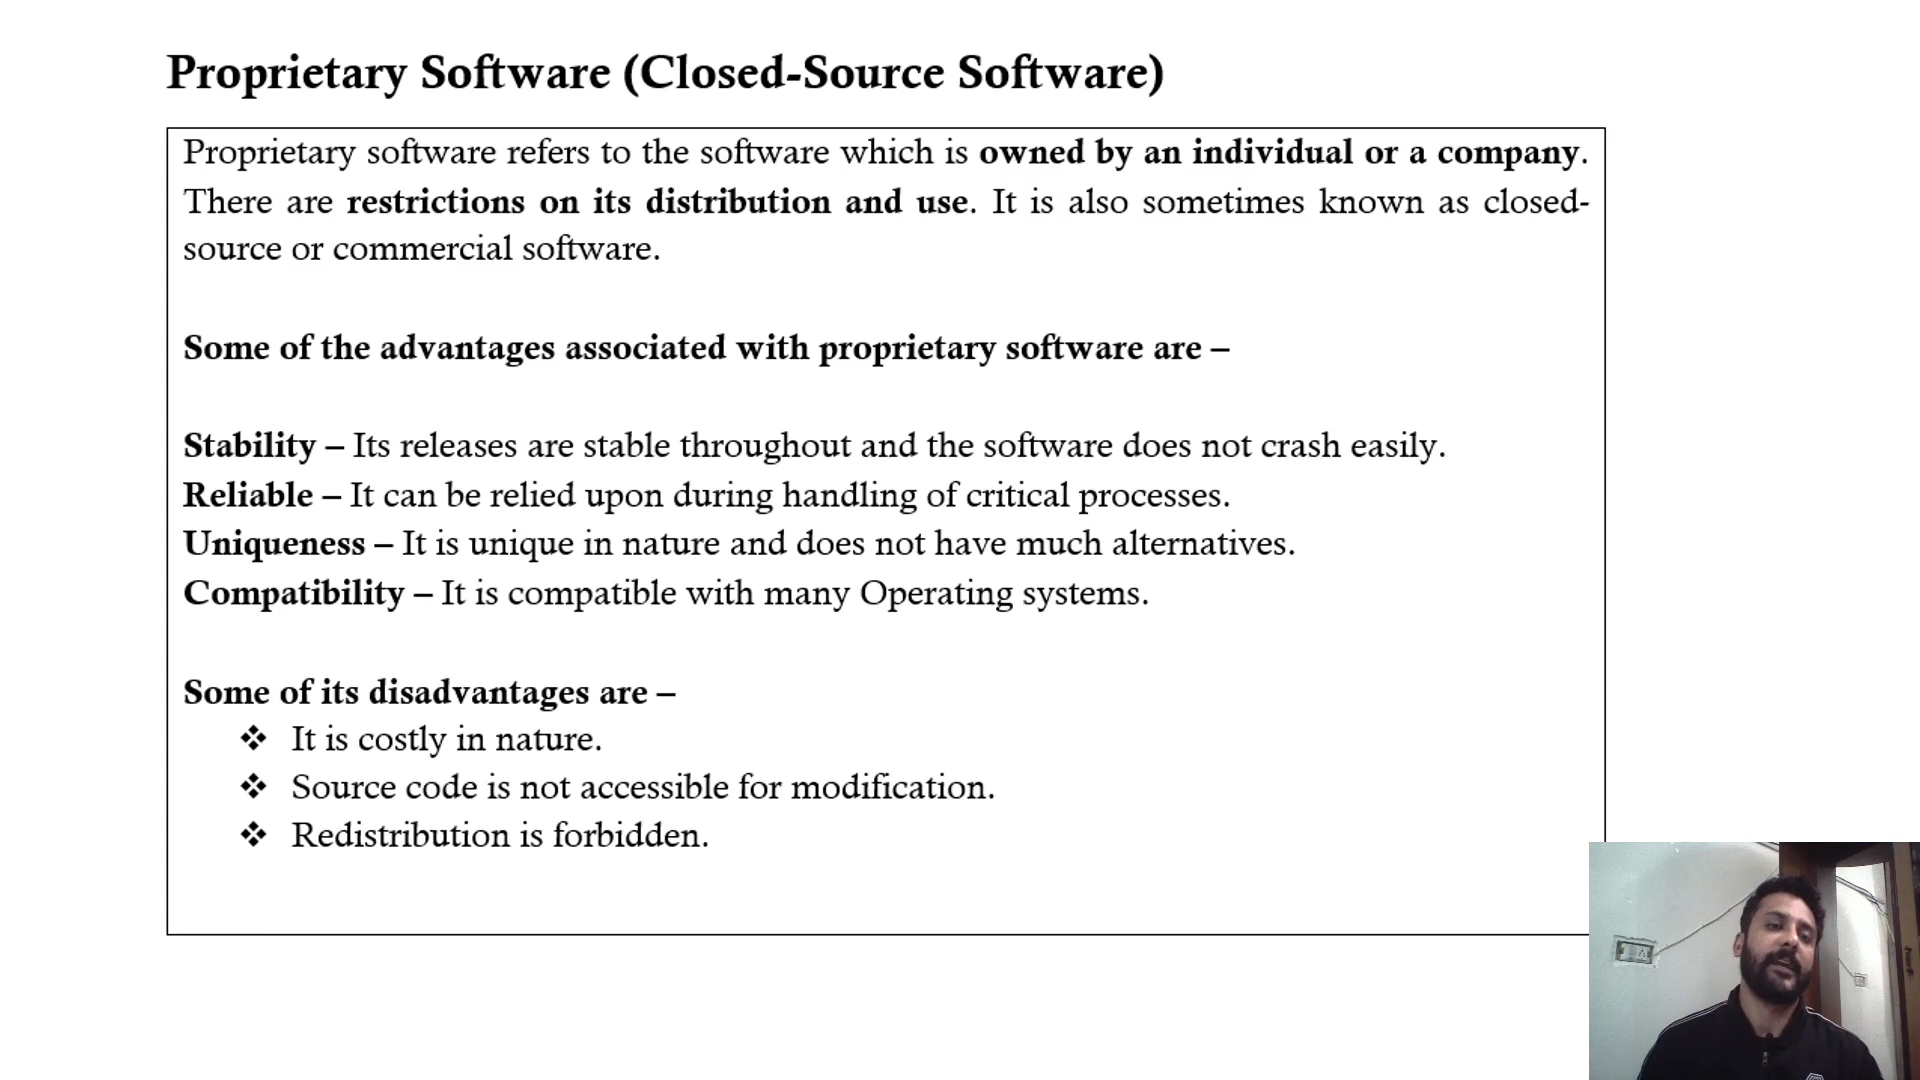 Proprietary Software (Closed-Source Software)
Proprietary software refers to the software which is owned by an individual or a company.
There are restrictions on its distribution and use. It is also sometimes known as closed-
source or commercial software.
Some of the advantages associated with proprietary software are –
Stability – Its releases are stable throughout and the software does not crash easily.
Reliable – It can be relied upon during handling of critical processes.
Uniqueness – It is unique in nature and does not have much alternatives.
Compatibility – It is compatible with many Operating systems.
Some of its disadvantages are –
❖ It is costly in nature.
❖ Source code is not accessible for modification.
❖ Redistribution is forbidden.